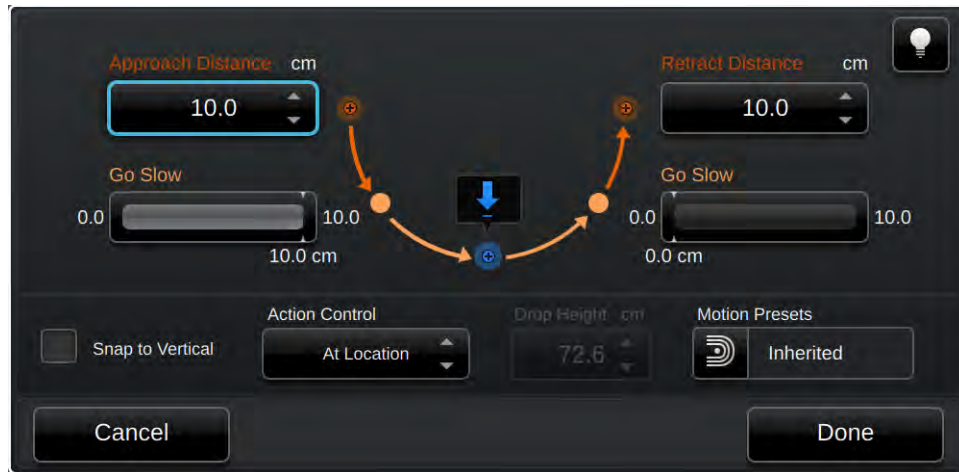 Approach Distance cm
10.0
Go Slow
0.0 10.0
10.0 cm
Retract Distance cm
10.0
Go Slow
0.0 10.0
0.0 cm
Snap to Vertical
Action Control
At Location
Drop Height cm
72.6
Motion Presets
Inherited
Cancel
Done